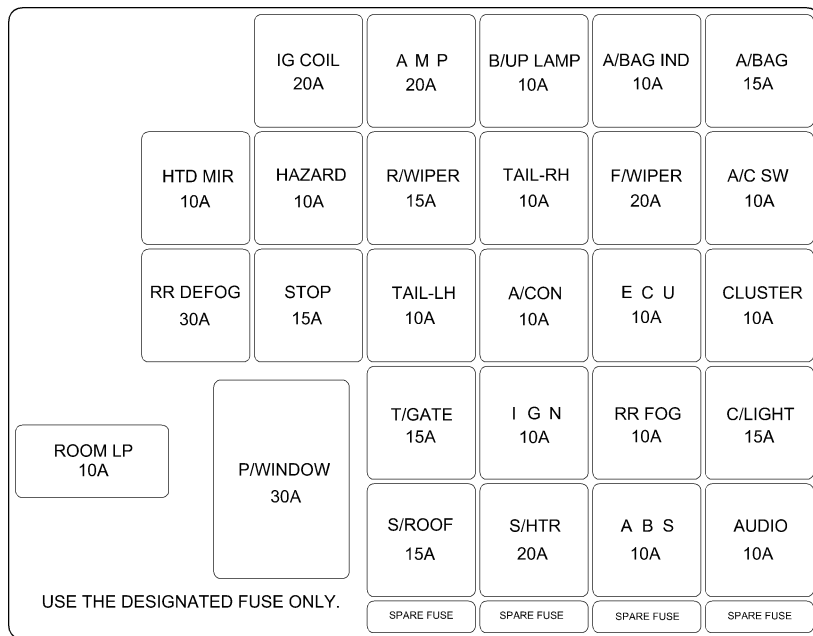 IG COIL
20A
A M P
20A
B/UP LAMP
10A
A/BAG IND
10A
A/BAG
15A
HTD MIR
10A
HAZARD
10A
R/WIPER
15A
TAIL-RH
10A
F/WIPER
20A
A/C SW
10A
RR DEFOG
30A
STOP
15A
TAIL-LH
10A
A/CON
10A
E C U
10A
CLUSTER
10A
T/GATE
15A
I G N
10A
RR FOG
10A
C/LIGHT
15A
ROOM LP
10A
P/WINDOW
30A
S/ROOF
15A
S/HTR
20A
A B S
10A
AUDIO
10A
USE THE DESIGNATED FUSE ONLY.
SPARE FUSE
SPARE FUSE
SPARE FUSE
SPARE FUSE